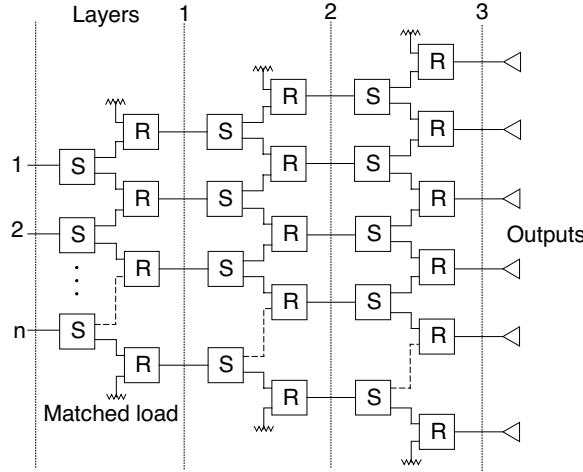 Layers 1 2 3
R
R S
R S R
1 S R S
R S R
2 S R S
R S R Outputs
R S R
n S R S R
R S
R S
R
Matched load